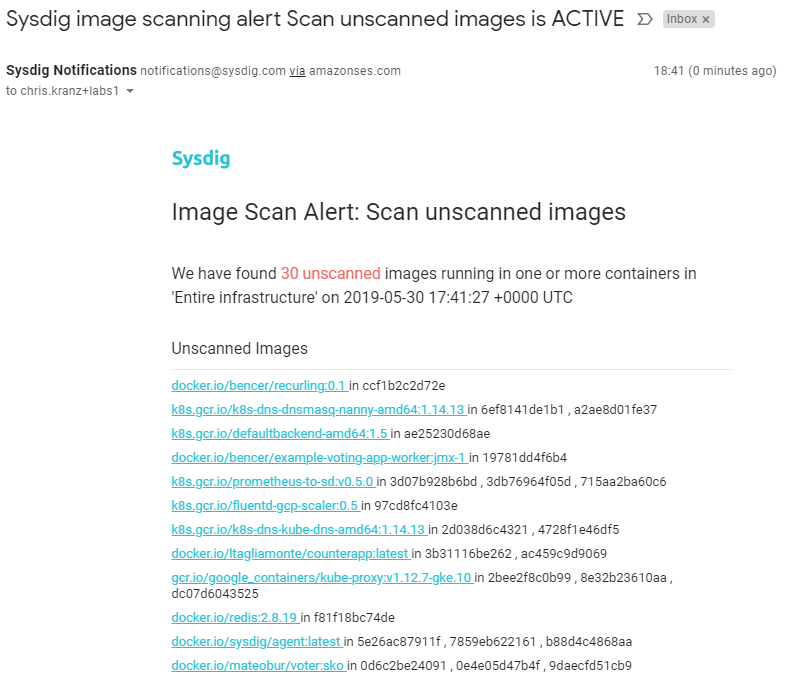 Sysdig image scanning alert Scan unscanned images is ACTIVE Inbox x
Sysdig Notifications notifications@sysdig.com via amazonses.com 18:41 (0 minutes ago)
to chris.kranz+labs1
Sysdig
Image Scan Alert: Scan unscanned images
We have found 30 unscanned images running in one or more containers in
'Entire infrastructure' on 2019-05-30 17:41:27 +0000 UTC
Unscanned Images
docker.io/bencer/recurling:0.1 in ccf1b2c2d72e
k8s.gcr.io/k8s-dns-dnsmasq-nanny-amd64:1.14.13 in 6ef8141de1b1 , a2ae8d01fe37
k8s.gcr.io/defaultbackend-amd64:1.5 in ae25230d68ae
docker.io/bencer/example-voting-app-worker:jmx-1 in 19781dd4f6b4
k8s.gcr.io/prometheus-to-sd:v0.5.0 in 3d07b928b6bd , 3db76964f05d , 715aa2ba60c6
k8s.gcr.io/fluentd-gcp-scaler:0.5 in 97cd8fc4103e
k8s.gcr.io/k8s-dns-kube-dns-amd64:1.14.13 in 2d038d6c4321 , 4728f1e46df5
docker.io/ltagliamonte/counterapp:latest in 3b31116be262 , ac459c9d9069
gcr.io/google_containers/kube-proxy:v1.12.7-gke.10 in 2bee2f8c0b99 , 8e32b23610aa ,
dc07d6043525
docker.io/redis:2.8.19 in f81f18bc74de
docker.io/sysdig/agent:latest in 5e26ac87911f , 7859eb622161 , b88d4c4868aa
docker.io/mateobur/voter:sko in 0d6c2be24091 , 0e4e05d47b4f , 9daecfd51cb9